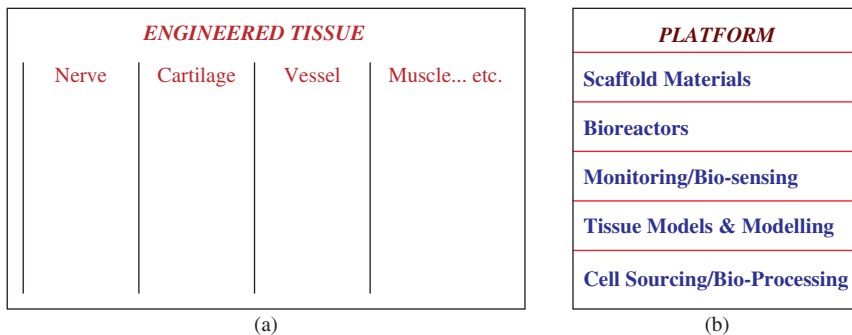 ENGINEERED TISSUE
Nerve Cartilage Vessel Muscle... etc.
(a)
PLATFORM
Scaffold Materials
Bioreactors
Monitoring/Bio-sensing
Tissue Models & Modelling
Cell Sourcing/Bio-Processing
(b)